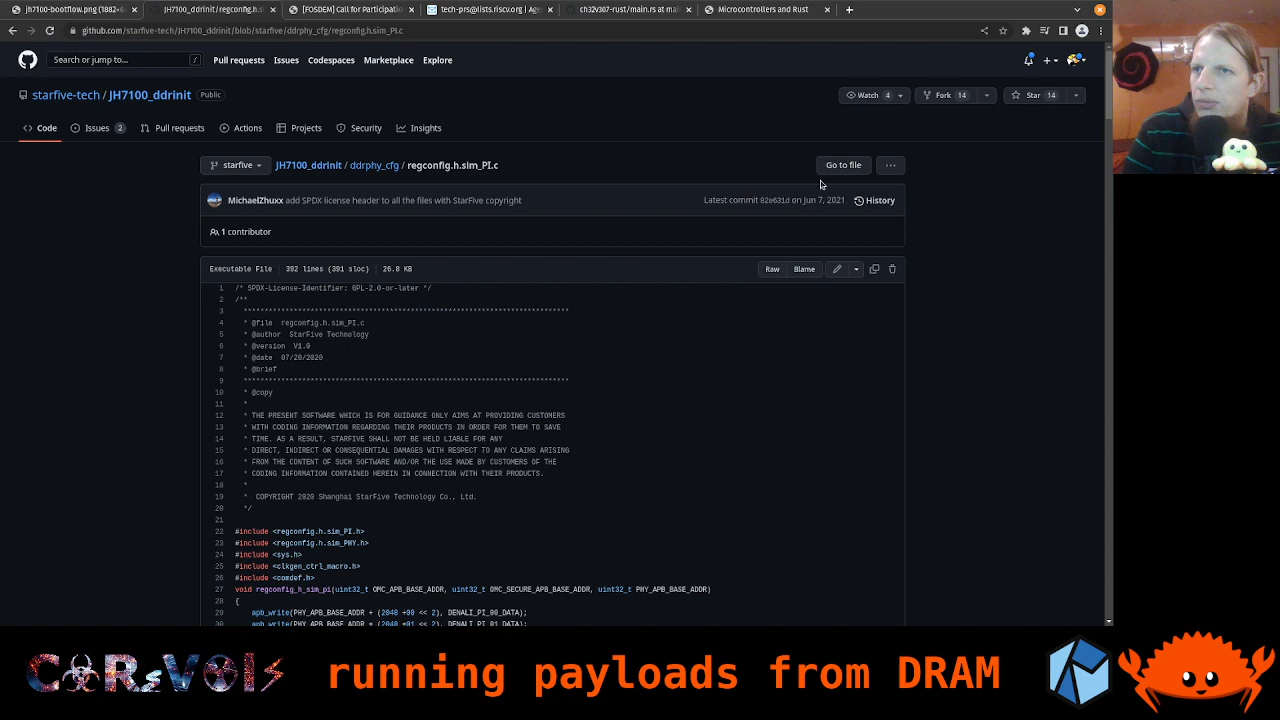 jh7100-bootflow.png (1882×
JH7100_ddrinit/regconfig.h.si
[FOSDEM] Call for Participatio
tech-prs@lists.riscv.org | Age
ch32v307-rust/main.rs at mai
Microcontrollers and Rust
github.com/starfive-tech/JH7100_ddrinit/blob/starfive/ddrphy_cfg/regconfig.h.sim_PI.c
Search or jump to... /
Pull requests Issues Codespaces Marketplace Explore
starfive-tech / JH7100_ddrinit Public
Watch 4 Fork 14 Star 14
Code Issues 2 Pull requests Actions Projects Security Insights
starfive JH7100_ddrinit / ddrphy_cfg / regconfig.h.sim_PI.c Go to file
MichaelZhuxx add SPDX license header to all the files with StarFive copyright Latest commit 82e631d on Jun 7, 2021 History
1 contributor
Executable File 392 lines (391 sloc) 26.8 KB Raw Blame
1 /* SPDX-License-Identifier: GPL-2.0-or-later */
2 /**
3 ******************************************************************************
4 * @file regconfig.h.sim_PI.c
5 * @author StarFive Technology
6 * @version V1.0
7 * @date 07/20/2020
8 * @brief
9 ******************************************************************************
10 * @copy
11 *
12 * THE PRESENT SOFTWARE WHICH IS FOR GUIDANCE ONLY AIMS AT PROVIDING CUSTOMERS
13 * WITH CODING INFORMATION REGARDING THEIR PRODUCTS IN ORDER FOR THEM TO SAVE
14 * TIME. AS A RESULT, STARFIVE SHALL NOT BE HELD LIABLE FOR ANY
15 * DIRECT, INDIRECT OR CONSEQUENTIAL DAMAGES WITH RESPECT TO ANY CLAIMS ARISING
16 * FROM THE CONTENT OF SUCH SOFTWARE AND/OR THE USE MADE BY CUSTOMERS OF THE
17 * CODING INFORMATION CONTAINED HEREIN IN CONNECTION WITH THEIR PRODUCTS.
18 *
19 * COPYRIGHT 2020 Shanghai StarFive Technology Co., Ltd.
20 */
21
22 #include <regconfig.h.sim_PI.h>
23 #include <regconfig.h.sim_PHY.h>
24 #include <sys.h>
25 #include <clkgen_ctrl_macro.h>
26 #include <comdef.h>
27 void regconfig_h_sim_pi(uint32_t OMC_APB_BASE_ADDR, uint32_t OMC_SECURE_APB_BASE_ADDR, uint32_t PHY_APB_BASE_ADDR)
28 {
29 apb_write(PHY_APB_BASE_ADDR + (2048 +00 << 2), DENALI_PI_00_DATA);
30 apb_write(PHY_APB_BASE_ADDR + (2048 +01 << 2), DENALI_PI_01_DATA);
running payloads from DRAM